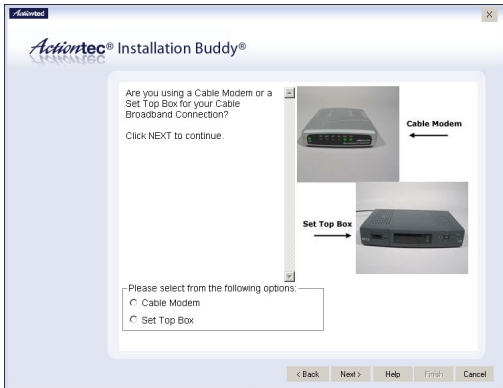 Actiontec
X
Actiontec® Installation Buddy®
Are you using a Cable Modem or a
Set Top Box for your Cable
Broadband Connection?
Click NEXT to continue.
Cable Modem
Set Top Box
Please select from the following options:
Cable Modem
Set Top Box
< Back Next > Help Finish Cancel